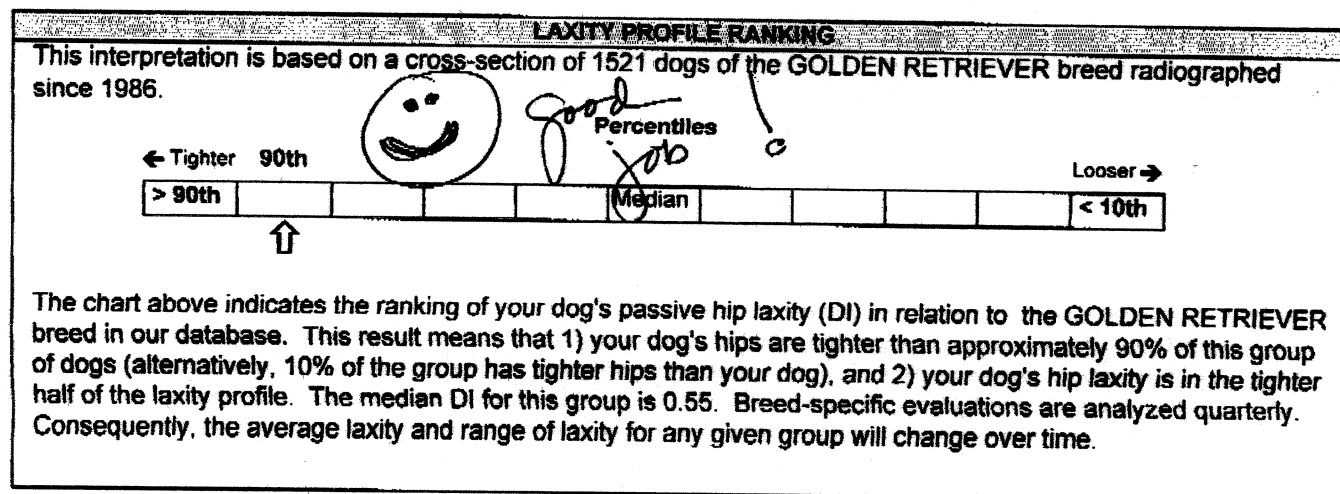 LAXITY PROFILE RANKING
This interpretation is based on a cross-section of 1521 dogs of the GOLDEN RETRIEVER breed radiographed
since 1986.
good
Percentiles
job
← Tighter 90th
Looser →
> 90th Median < 10th
The chart above indicates the ranking of your dog's passive hip laxity (DI) in relation to the GOLDEN RETRIEVER
breed in our database. This result means that 1) your dog's hips are tighter than approximately 90% of this group
of dogs (alternatively, 10% of the group has tighter hips than your dog), and 2) your dog's hip laxity is in the tighter
half of the laxity profile. The median DI for this group is 0.55. Breed-specific evaluations are analyzed quarterly.
Consequently, the average laxity and range of laxity for any given group will change over time.